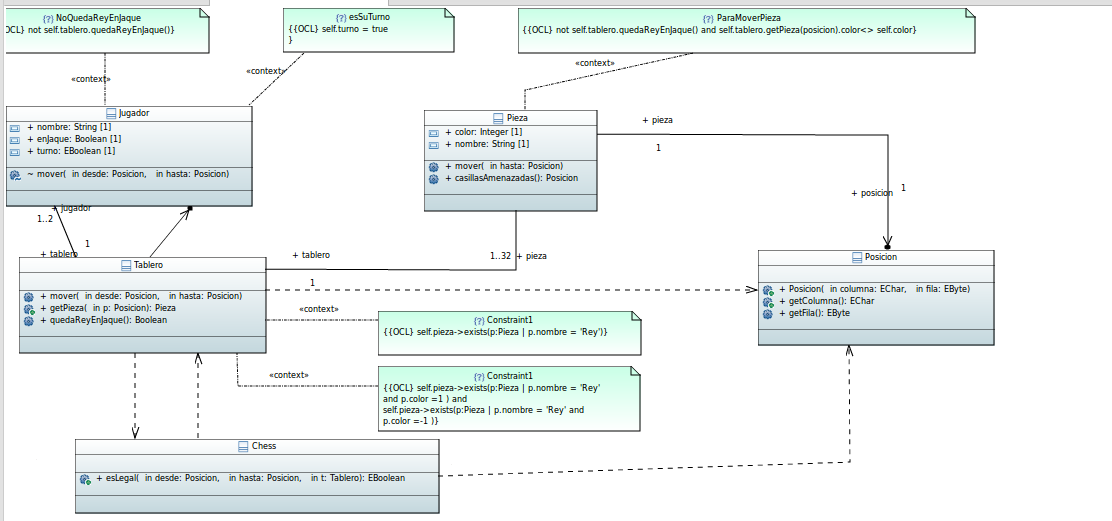 NoQuedaReyEnJaque
OCL} not self.tablero.quedaReyEnJaque()}
esSuTurno
{{OCL} self.turno = true
}
ParaMoverPieza
{{OCL} not self.tablero.quedaReyEnJaque() and self.tablero.getPieza(posicion).color<> self.color}
«context»
«context»
«context»
Jugador
+ nombre: String [1]
+ enJaque: Boolean [1]
+ turno: EBoolean [1]
~ mover( in desde: Posicion, in hasta: Posicion)
Pieza
+ color: Integer [1]
+ nombre: String [1]
+ mover( in hasta: Posicion)
+ casillasAmenazadas(): Posicion
+ pieza
1
+ posicion
1
+ jugador
1..2
1
+ tablero
+ tablero
1
1..32
+ pieza
Tablero
+ mover( in desde: Posicion, in hasta: Posicion)
+ getPieza( in p: Posicion): Pieza
+ quedaReyEnJaque(): Boolean
Posicion
+ Posicion( in columna: EChar, in fila: EByte)
+ getColumna(): EChar
+ getFila(): EByte
«context»
Constraint1
{{OCL} self.pieza->exists(p:Pieza | p.nombre = 'Rey')}
«context»
Constraint1
{{OCL} self.pieza->exists(p:Pieza | p.nombre = 'Rey'
and p.color =1 ) and
self.pieza->exists(p:Pieza | p.nombre = 'Rey' and
p.color =-1 )}
Chess
+ esLegal( in desde: Posicion, in hasta: Posicion, in t: Tablero): EBoolean